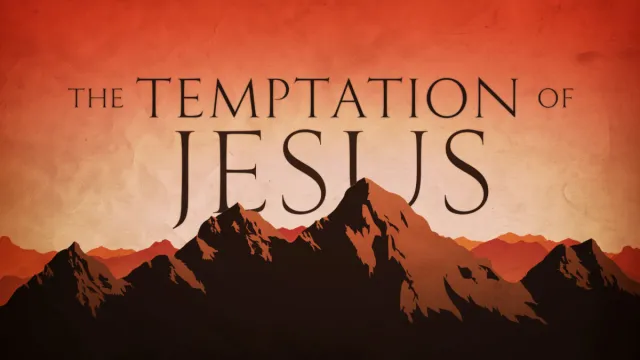 THE TEMPTATION OF
JESUS